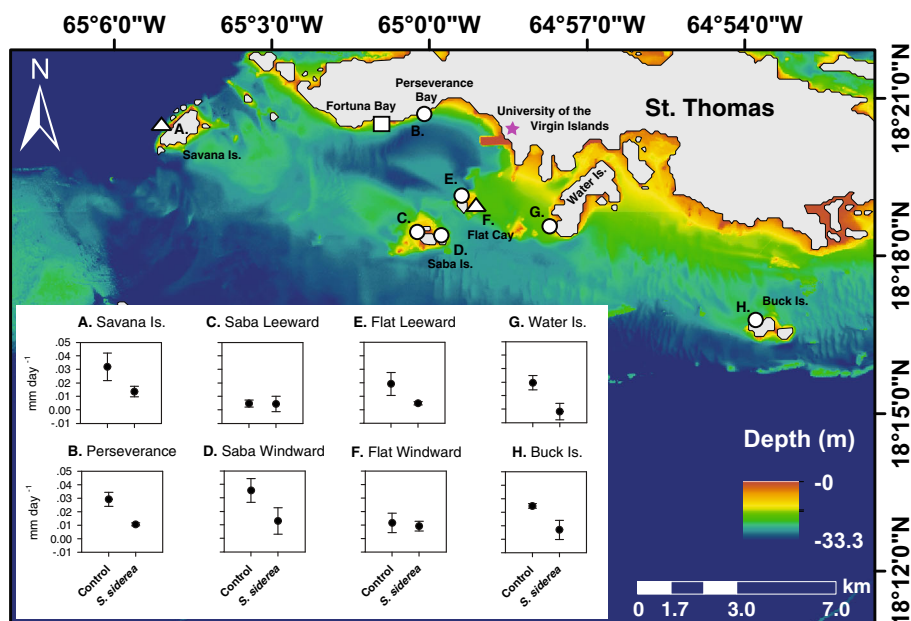 65°6'0"W 65°3'0"W 65°0'0"W 64°57'0"W 64°54'0"W
N
Perseverance
Bay
Fortuna Bay
University of the
Virgin Islands
St. Thomas
A.
B.
Savana Is.
E.
Water Is.
C.
F.
G.
Flat Cay
D.
Saba Is.
H.
Buck Is.
18°21'0"N
18°18'0"N
18°15'0"N
18°12'0"N
A. Savana Is. C. Saba Leeward E. Flat Leeward G. Water Is.
mm day -1
.05
.04
.03
.02
.01
0.00
-.01
B. Perseverance D. Saba Windward F. Flat Windward H. Buck Is.
mm day -1
.05
.04
.03
.02
.01
0.00
-.01
Control S. siderea Control S. siderea Control S. siderea Control S. siderea
Depth (m)
-0
-33.3
km
0 1.7 3.0 7.0